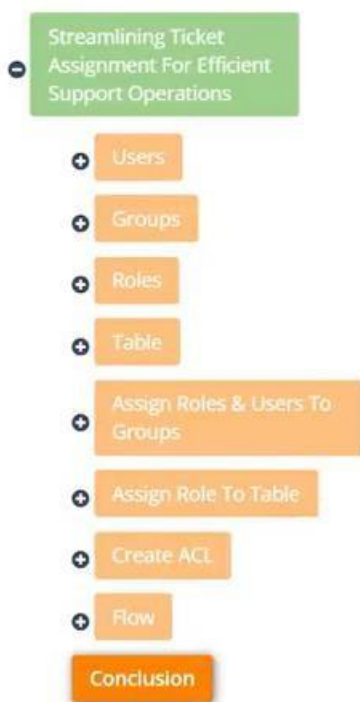 Streamlining Ticket
Assignment For Efficient
Support Operations
Users
Groups
Roles
Table
Assign Roles & Users To
Groups
Assign Role To Table
Create ACL
Flow
Conclusion